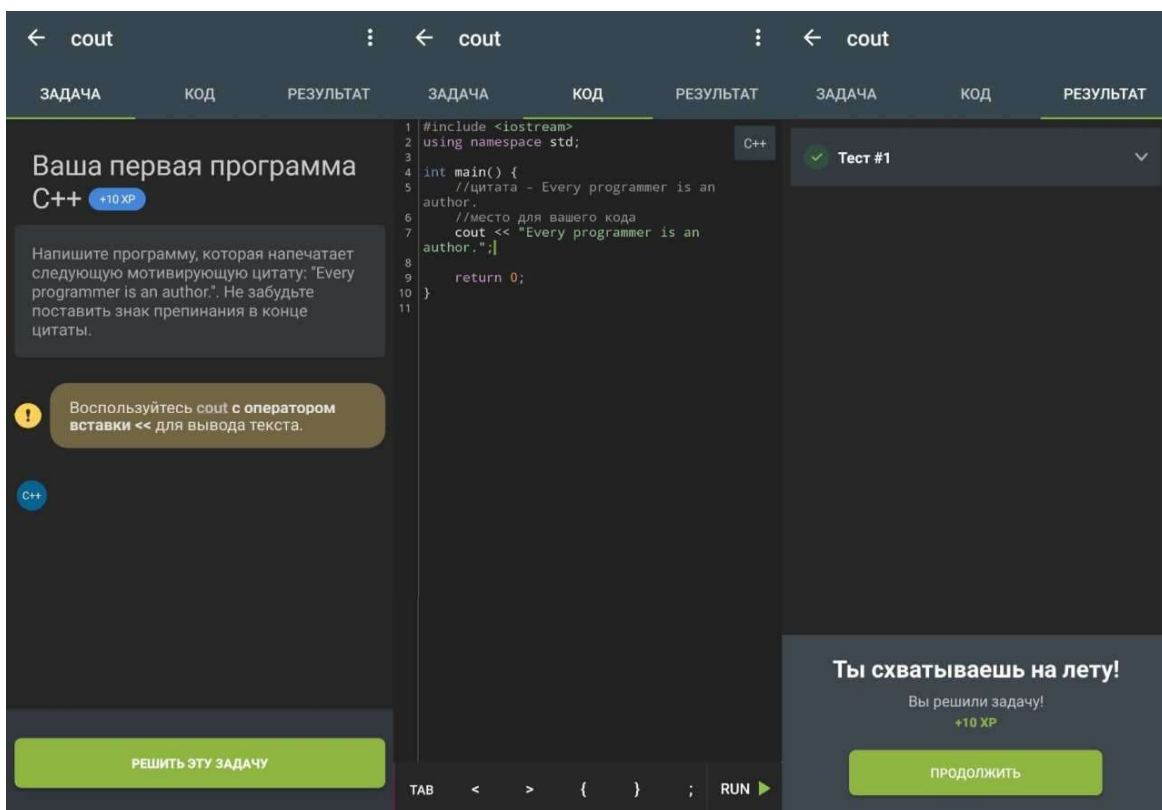 cout
ЗАДАЧА КОД РЕЗУЛЬТАТ
Ваша первая программа
C++ +10 XP
Напишите программу, которая напечатает
следующую мотивирующую цитату: "Every
programmer is an author.". Не забудьте
поставить знак препинания в конце
цитаты.
! Воспользуйтесь cout с оператором
вставки << для вывода текста.
C++
РЕШИТЬ ЭТУ ЗАДАЧУ
cout
ЗАДАЧА КОД РЕЗУЛЬТАТ
C++
1 #include <iostream>
2 using namespace std;
3
4 int main() {
5 //цитата - Every programmer is an
author.
6 //место для вашего кода
7 cout << "Every programmer is an
author.";
8
9 return 0;
10 }
11
TAB < > { } ; RUN
cout
ЗАДАЧА КОД РЕЗУЛЬТАТ
Тест #1
Ты схватываешь на лету!
Вы решили задачу!
+10 XP
ПРОДОЛЖИТЬ